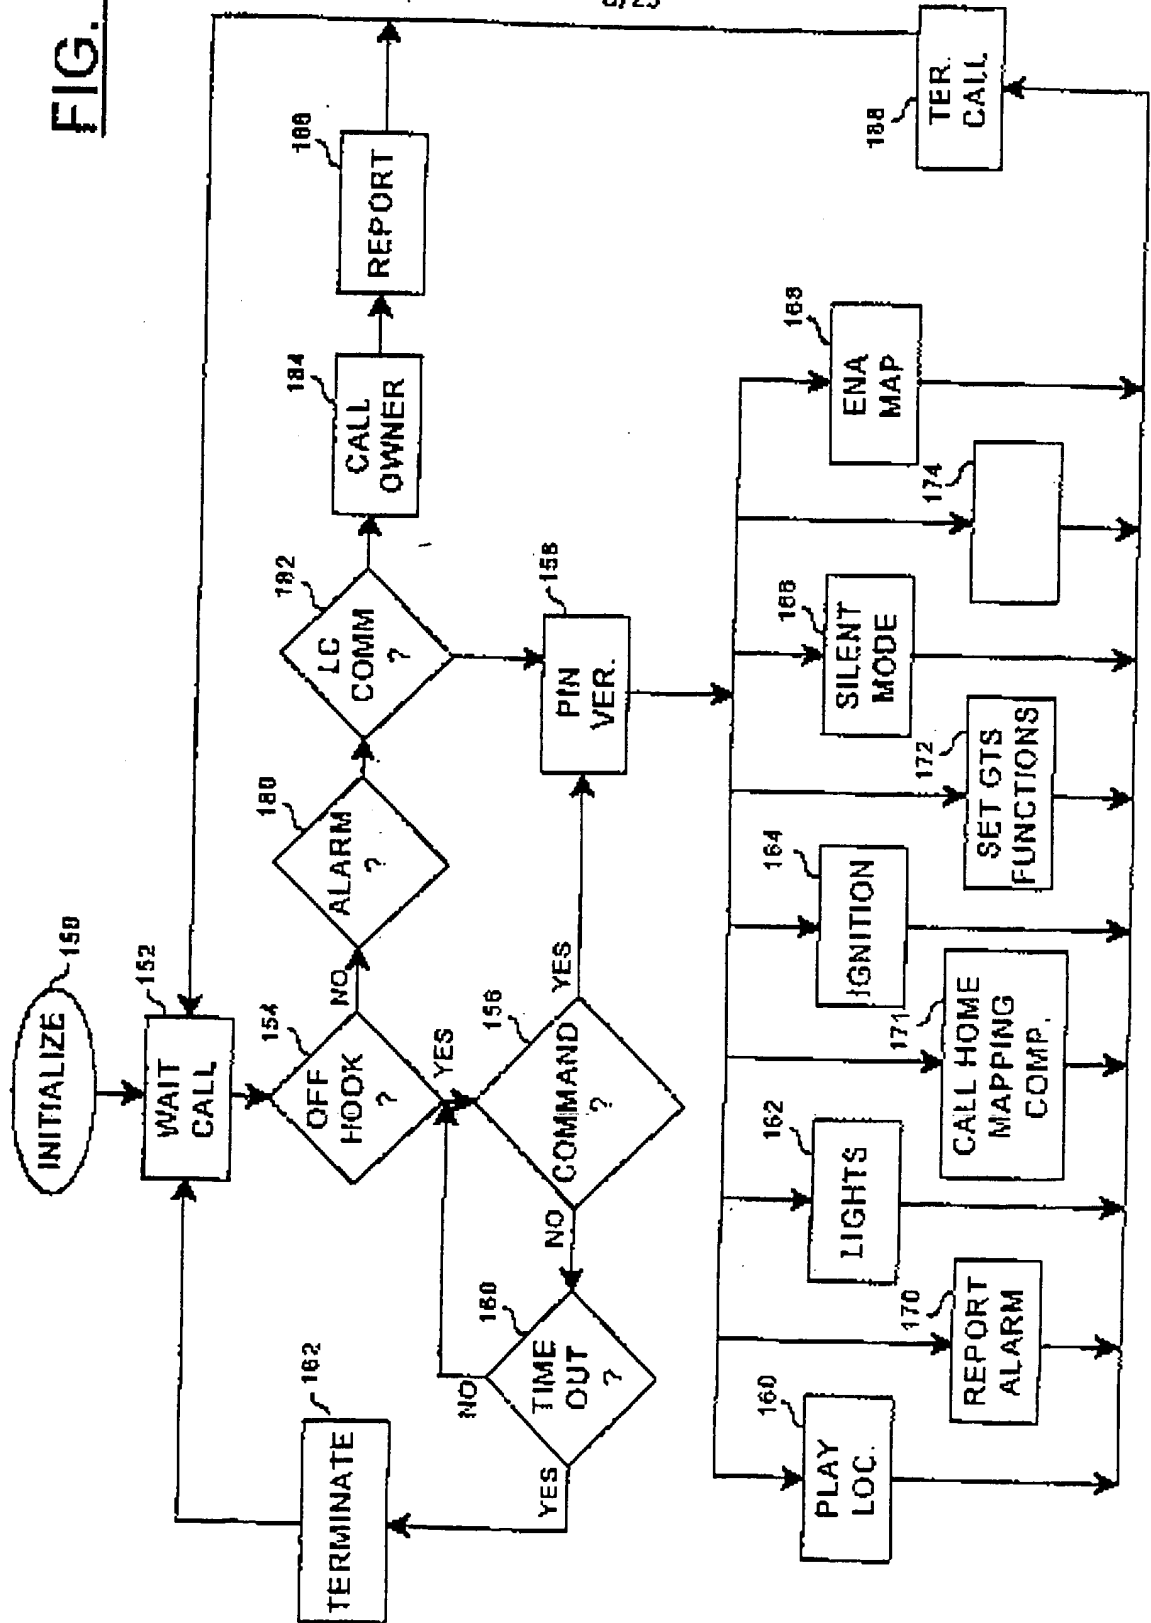 FIG.
INITIALIZE
150
152
WAIT
CALL
154
OFF
HOOK
?
NO
YES
180
ALARM
?
182
LC
COMM
?
184
CALL
OWNER
186
REPORT
156
COMMAND
?
YES
NO
158
PIN
VER.
160
TIME
OUT
?
NO
YES
162
TERMINATE
160
PLAY
LOC.
170
REPORT
ALARM
162
LIGHTS
171
CALL HOME
MAPPING
COMP.
164
IGNITION
172
SET GTS
FUNCTIONS
166
SILENT
MODE
174
168
ENA
MAP
188
TER.
CALL